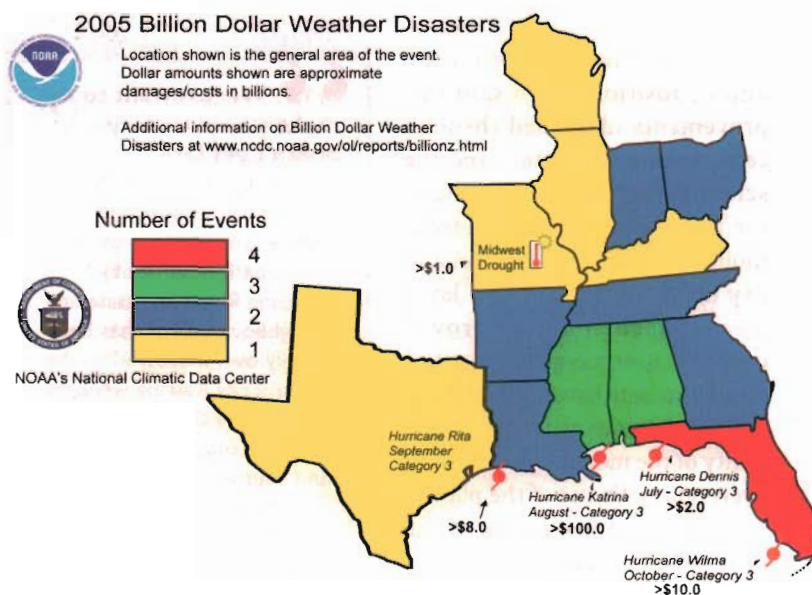 2005 Billion Dollar Weather Disasters
NOAA
Location shown is the general area of the event.
Dollar amounts shown are approximate
damages/costs in billions.
Additional information on Billion Dollar Weather
Disasters at www.ncdc.noaa.gov/ol/reports/billionz.html
Number of Events
4
3
2
1
NOAA's National Climatic Data Center
>$1.0
Midwest
Drought
Hurricane Rita
September
Category 3
>$8.0
Hurricane Katrina
August - Category 3
>$100.0
Hurricane Dennis
July - Category 3
>$2.0
Hurricane Wilma
October - Category 3
>$10.0